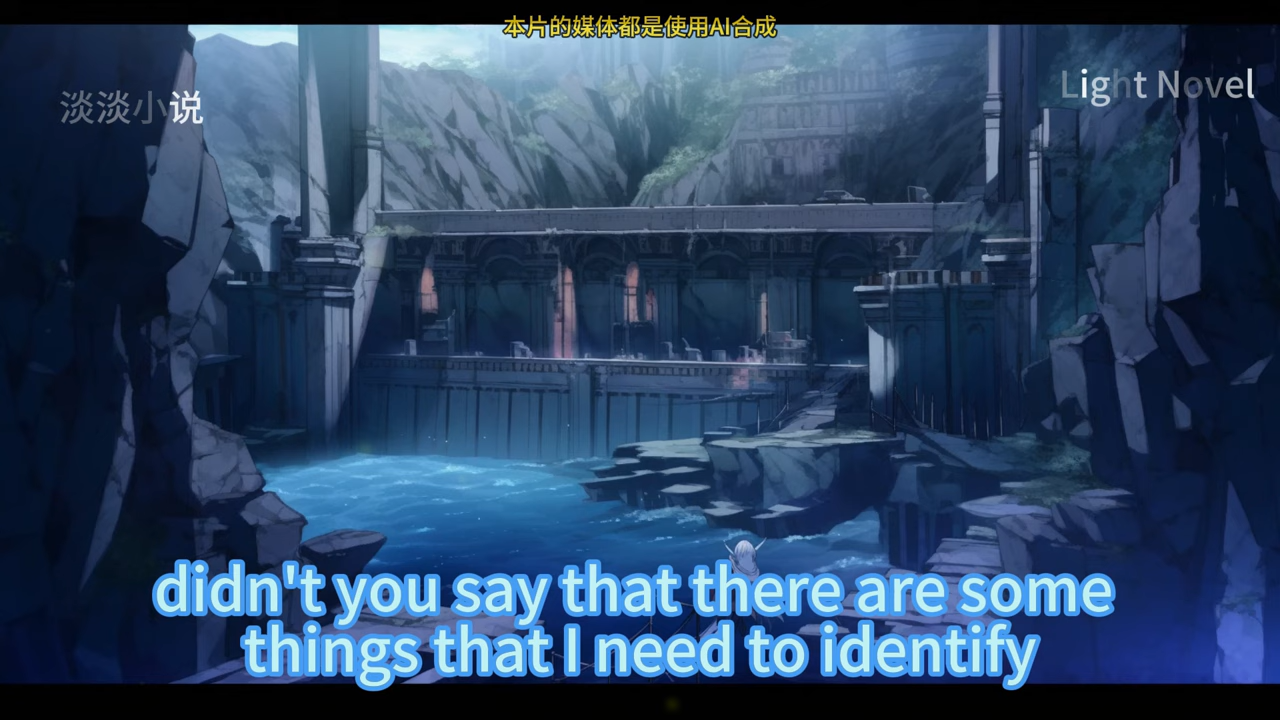 本片的媒体都是使用AI合成
淡淡小说
Light Novel
didn't you say that there are some
things that I need to identify